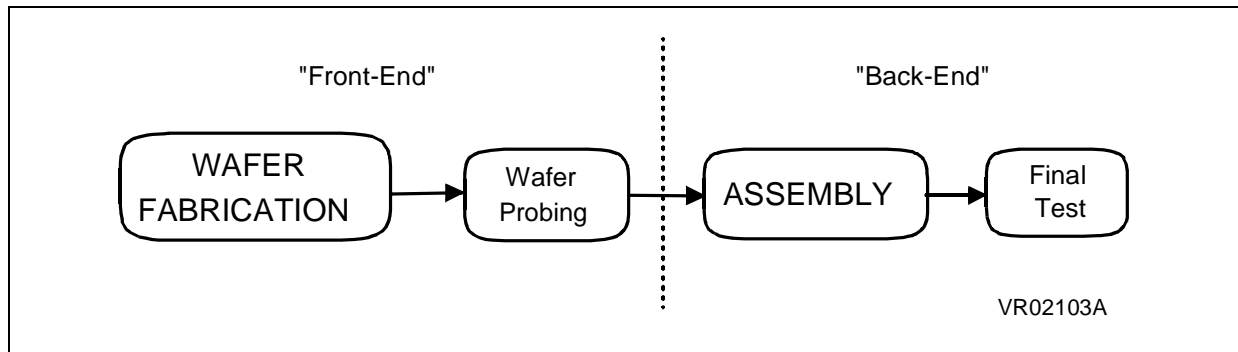 "Front-End"
"Back-End"
WAFER
FABRICATION
Wafer
Probing
ASSEMBLY
Final
Test
VR02103A